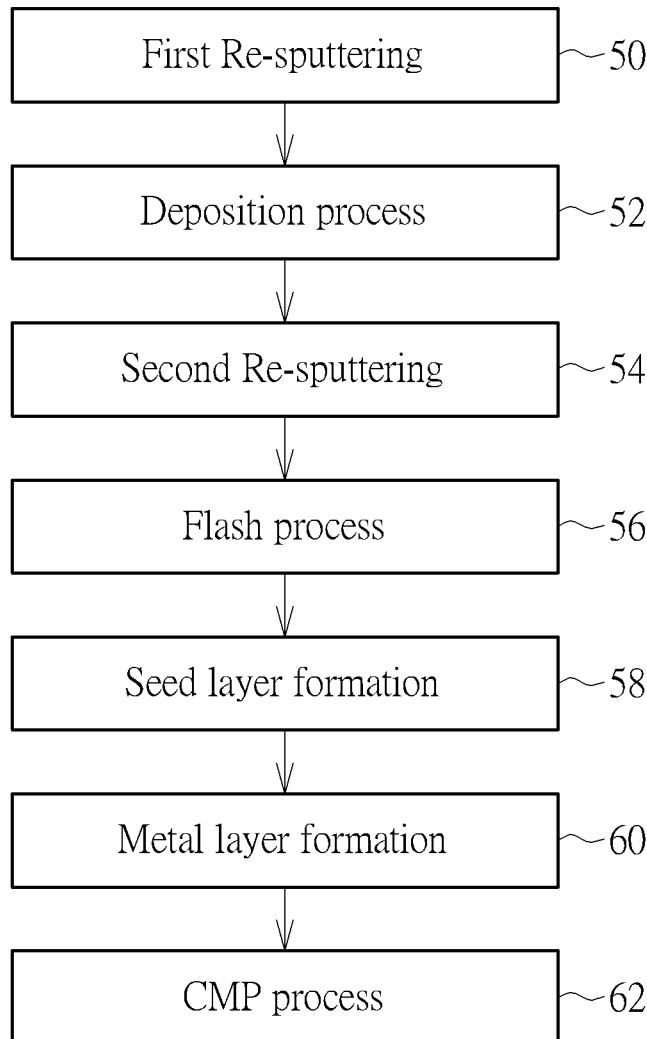 First Re-sputtering 50
Deposition process 52
Second Re-sputtering 54
Flash process 56
Seed layer formation 58
Metal layer formation 60
CMP process 62